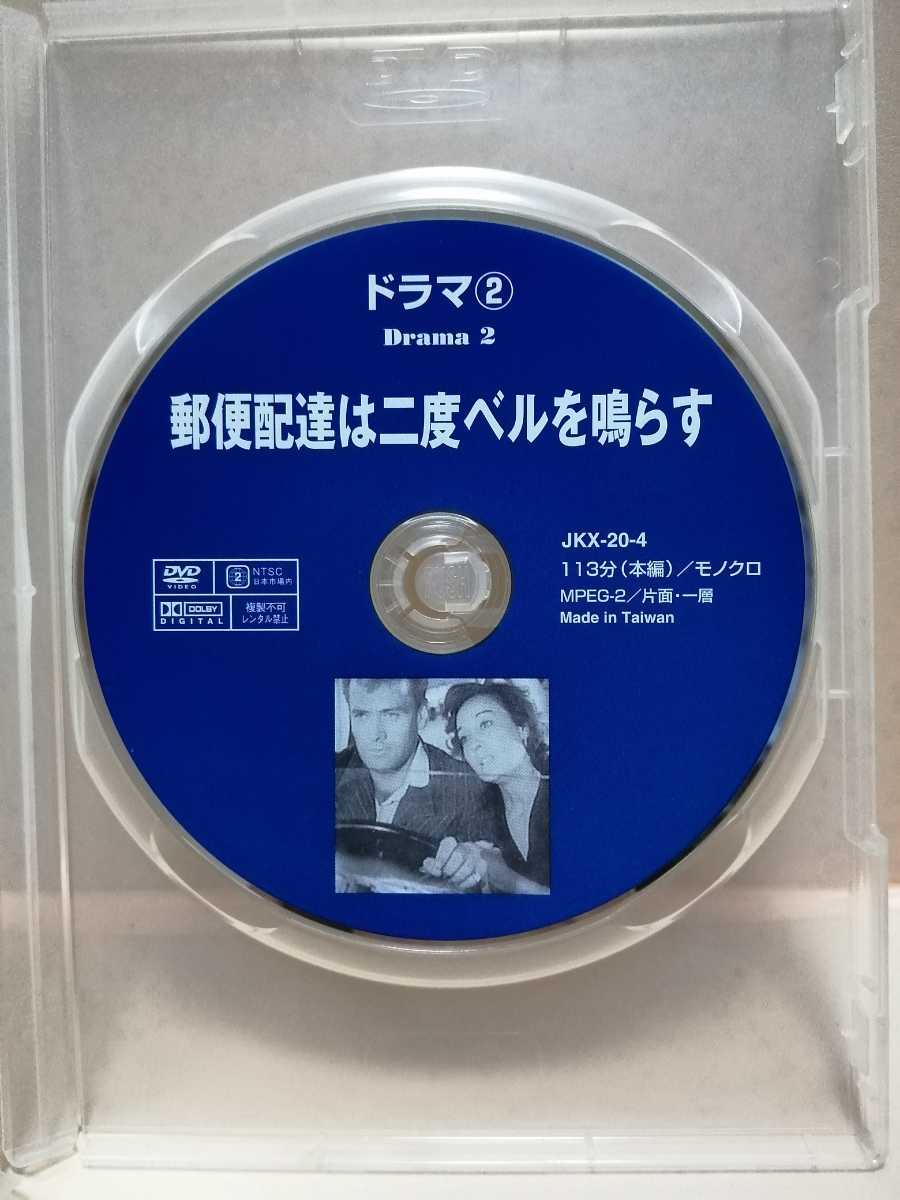 ドラマ②
Drama 2
郵便配達は二度ベルを鳴らす
JKX-20-4
113分(本編)／モノクロ
MPEG-2／片面・一層
Made in Taiwan
DVD
VIDEO
2
NTSC
日本市場内
DOLBY
DIGITAL
複製不可
レンタル禁止